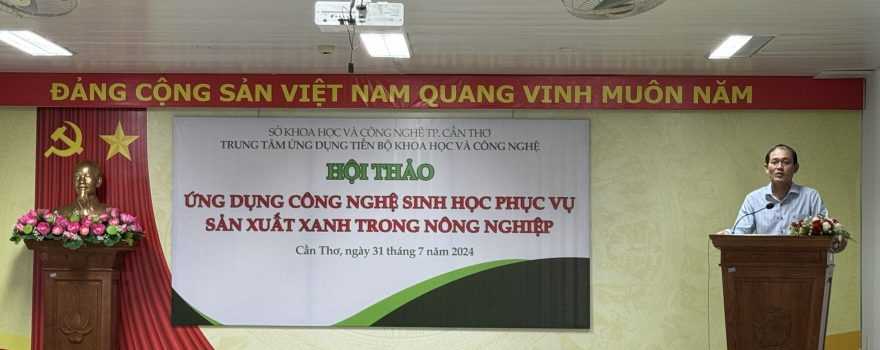 ĐẢNG CỘNG SẢN VIỆT NAM QUANG VINH MUÔN NĂM
SỞ KHOA HỌC VÀ CÔNG NGHỆ TP. CẦN THƠ
TRUNG TÂM ỨNG DỤNG TIẾN BỘ KHOA HỌC VÀ CÔNG NGHỆ
HỘI THẢO
ỨNG DỤNG CÔNG NGHỆ SINH HỌC PHỤC VỤ
SẢN XUẤT XANH TRONG NÔNG NGHIỆP
Cần Thơ, ngày 31 tháng 7 năm 2024